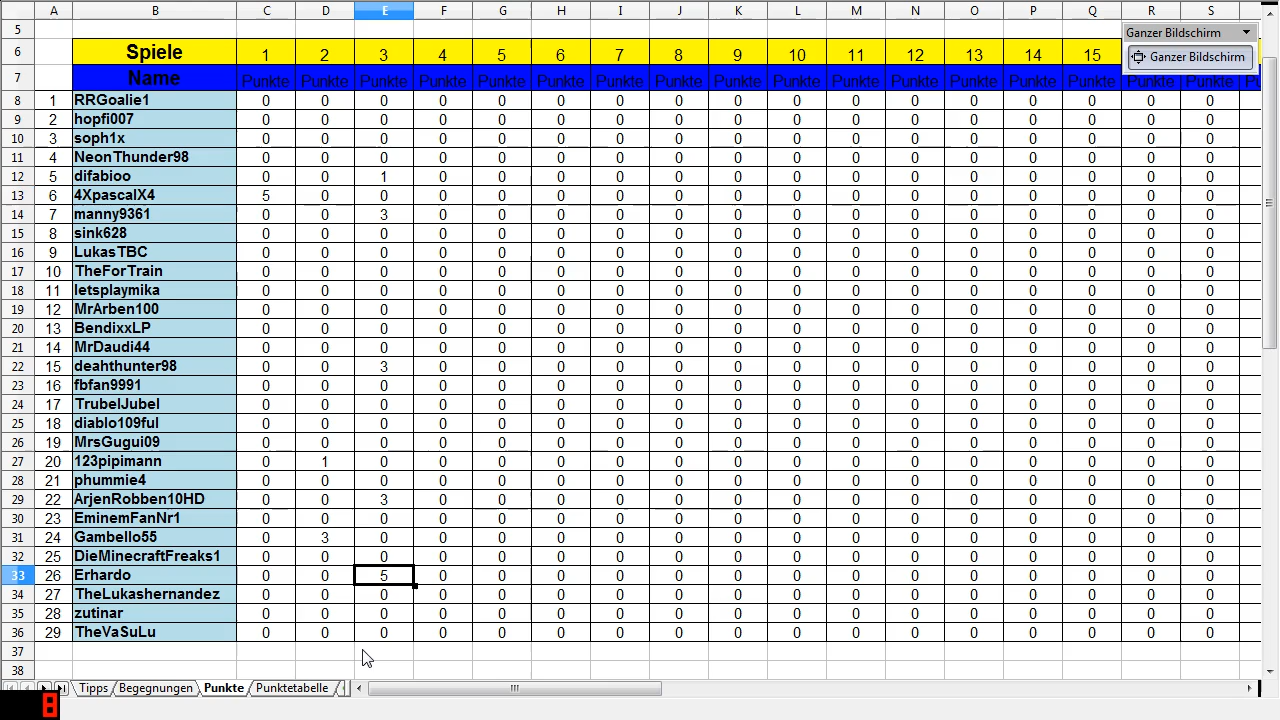 A B C D E F G H I J K L M N O P Q R S
5
6 Spiele 1 2 3 4 5 6 7 8 9 10 11 12 13 14 15 Ganzer Bildschirm
Ganzer Bildschirm
7 Name Punkte Punkte Punkte Punkte Punkte Punkte Punkte Punkte Punkte Punkte Punkte Punkte Punkte Punkte Punkte Punkte Punkte
8 1 RRGoalie1 0 0 0 0 0 0 0 0 0 0 0 0 0 0 0 0 0
9 2 hopfi007 0 0 0 0 0 0 0 0 0 0 0 0 0 0 0 0 0
10 3 soph1x 0 0 0 0 0 0 0 0 0 0 0 0 0 0 0 0 0
11 4 NeonThunder98 0 0 0 0 0 0 0 0 0 0 0 0 0 0 0 0 0
12 5 difabioo 0 0 1 0 0 0 0 0 0 0 0 0 0 0 0 0 0
13 6 4XpascalX4 5 0 0 0 0 0 0 0 0 0 0 0 0 0 0 0 0
14 7 manny9361 0 0 3 0 0 0 0 0 0 0 0 0 0 0 0 0 0
15 8 sink628 0 0 0 0 0 0 0 0 0 0 0 0 0 0 0 0 0
16 9 LukasTBC 0 0 0 0 0 0 0 0 0 0 0 0 0 0 0 0 0
17 10 TheForTrain 0 0 0 0 0 0 0 0 0 0 0 0 0 0 0 0 0
18 11 letsplaymika 0 0 0 0 0 0 0 0 0 0 0 0 0 0 0 0 0
19 12 MrArben100 0 0 0 0 0 0 0 0 0 0 0 0 0 0 0 0 0
20 13 BendixxLP 0 0 0 0 0 0 0 0 0 0 0 0 0 0 0 0 0
21 14 MrDaudi44 0 0 0 0 0 0 0 0 0 0 0 0 0 0 0 0 0
22 15 deahthunter98 0 0 3 0 0 0 0 0 0 0 0 0 0 0 0 0 0
23 16 fbfan9991 0 0 0 0 0 0 0 0 0 0 0 0 0 0 0 0 0
24 17 TrubelJubel 0 0 0 0 0 0 0 0 0 0 0 0 0 0 0 0 0
25 18 diablo109ful 0 0 0 0 0 0 0 0 0 0 0 0 0 0 0 0 0
26 19 MrsGugui09 0 0 0 0 0 0 0 0 0 0 0 0 0 0 0 0 0
27 20 123pipimann 0 1 0 0 0 0 0 0 0 0 0 0 0 0 0 0 0
28 21 phummie4 0 0 0 0 0 0 0 0 0 0 0 0 0 0 0 0 0
29 22 ArjenRobben10HD 0 0 3 0 0 0 0 0 0 0 0 0 0 0 0 0 0
30 23 EminemFanNr1 0 0 0 0 0 0 0 0 0 0 0 0 0 0 0 0 0
31 24 Gambello55 0 3 0 0 0 0 0 0 0 0 0 0 0 0 0 0 0
32 25 DieMinecraftFreaks1 0 0 0 0 0 0 0 0 0 0 0 0 0 0 0 0 0
33 26 Erhardo 0 0 5 0 0 0 0 0 0 0 0 0 0 0 0 0 0
34 27 TheLukashernandez 0 0 0 0 0 0 0 0 0 0 0 0 0 0 0 0 0
35 28 zutinar 0 0 0 0 0 0 0 0 0 0 0 0 0 0 0 0 0
36 29 TheVaSuLu 0 0 0 0 0 0 0 0 0 0 0 0 0 0 0 0 0
37
38
Tipps Begegnungen Punkte Punktetabelle
8